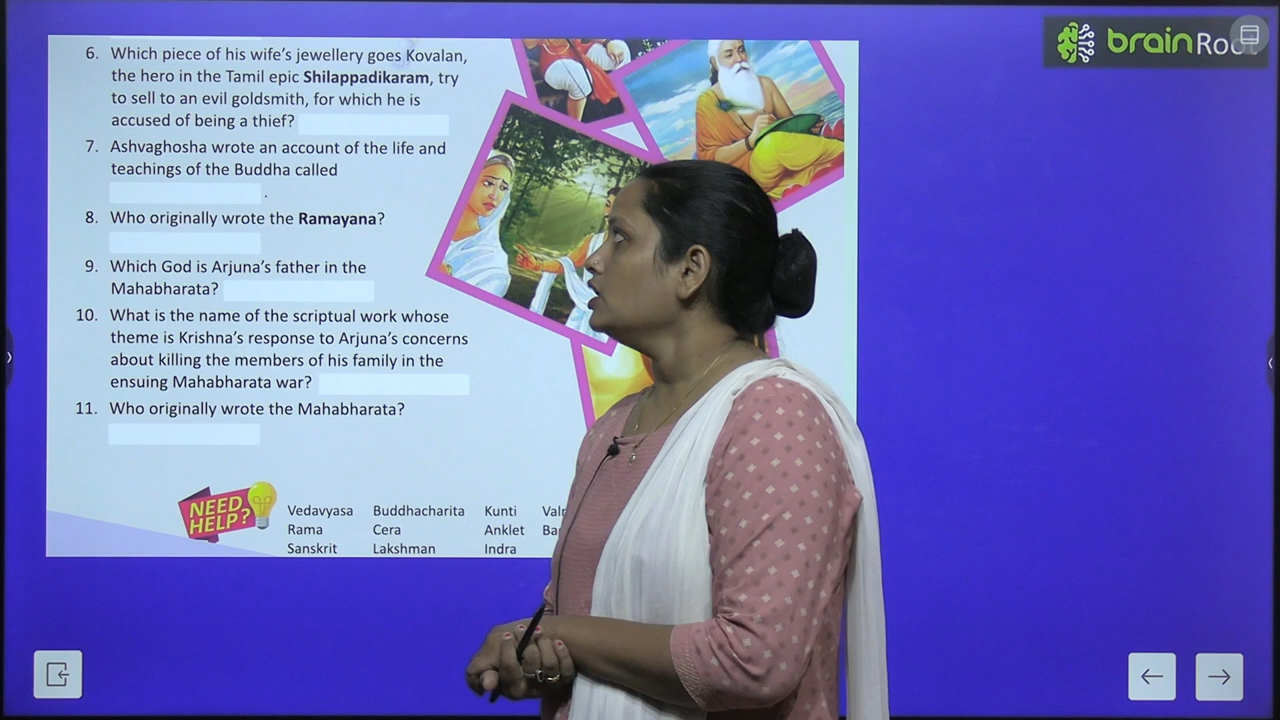 brainRoot
6. Which piece of his wife's jewellery goes Kovalan,
the hero in the Tamil epic Shilappadikaram, try
to sell to an evil goldsmith, for which he is
accused of being a thief?
7. Ashvaghosha wrote an account of the life and
teachings of the Buddha called
.
8. Who originally wrote the Ramayana?
9. Which God is Arjuna's father in the
Mahabharata?
10. What is the name of the scriptual work whose
theme is Krishna's response to Arjuna's concerns
about killing the members of his family in the
ensuing Mahabharata war?
11. Who originally wrote the Mahabharata?
NEED
HELP?
Vedavyasa Buddhacharita Kunti
Rama Cera Anklet
Sanskrit Lakshman Indra